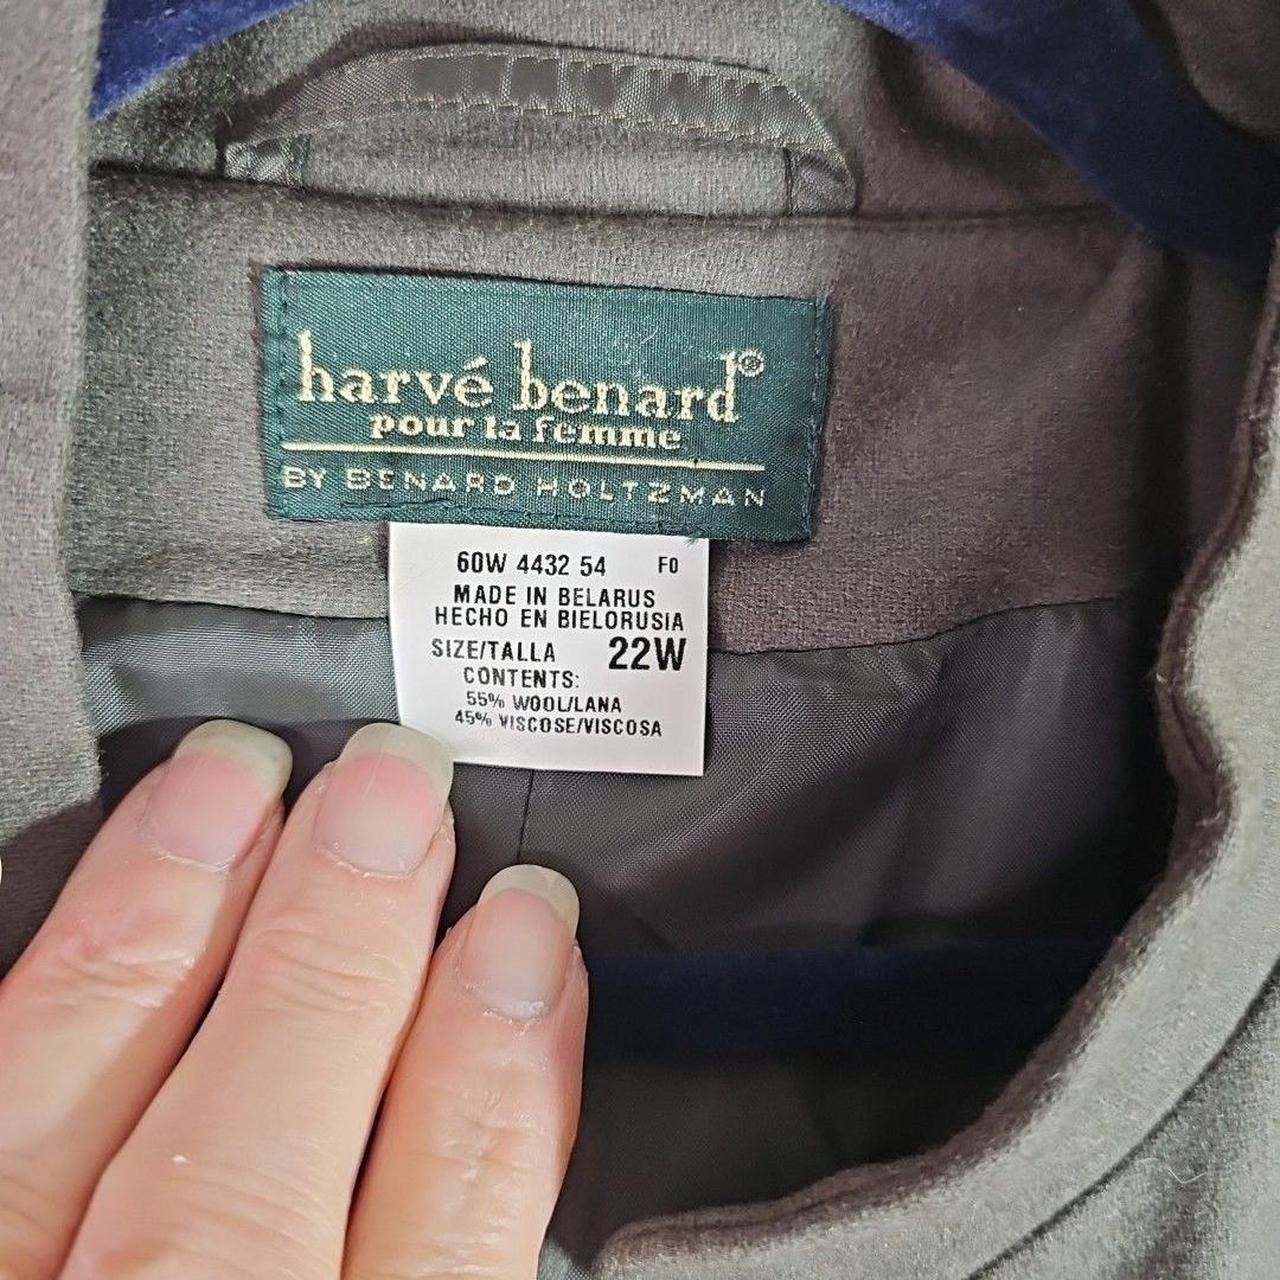 harvé benard®
pour la femme
BY BENARD HOLTZMAN
60W 4432 54 F0
MADE IN BELARUS
HECHO EN BIELORUSIA
SIZE/TALLA 22W
CONTENTS:
55% WOOL/LANA
45% VISCOSE/VISCOSA